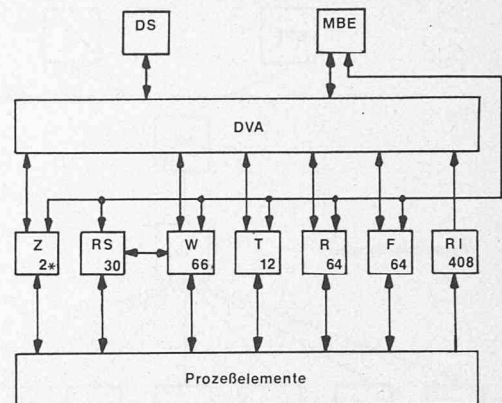 DS
MBE
DVA
Z
2*
RS
30
W
66
T
12
R
64
F
64
RI
408
Prozeßelemente